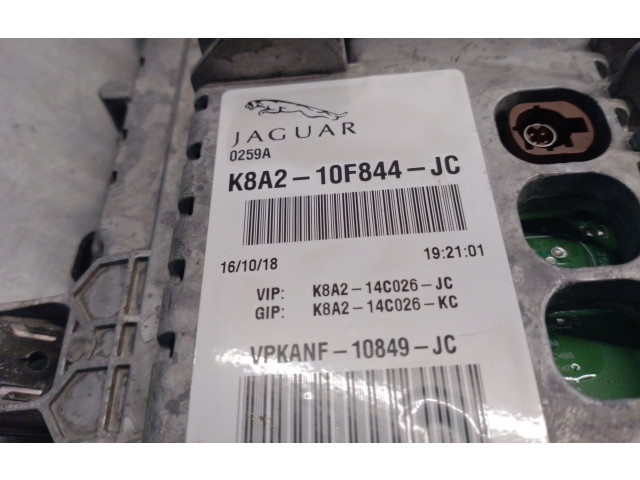 JAGUAR
0259A
K8A2-10F844-JC
16/10/18 19:21:01
VIP: K8A2-14C026-JC
GIP: K8A2-14C026-KC
VPKANF-10849-JC